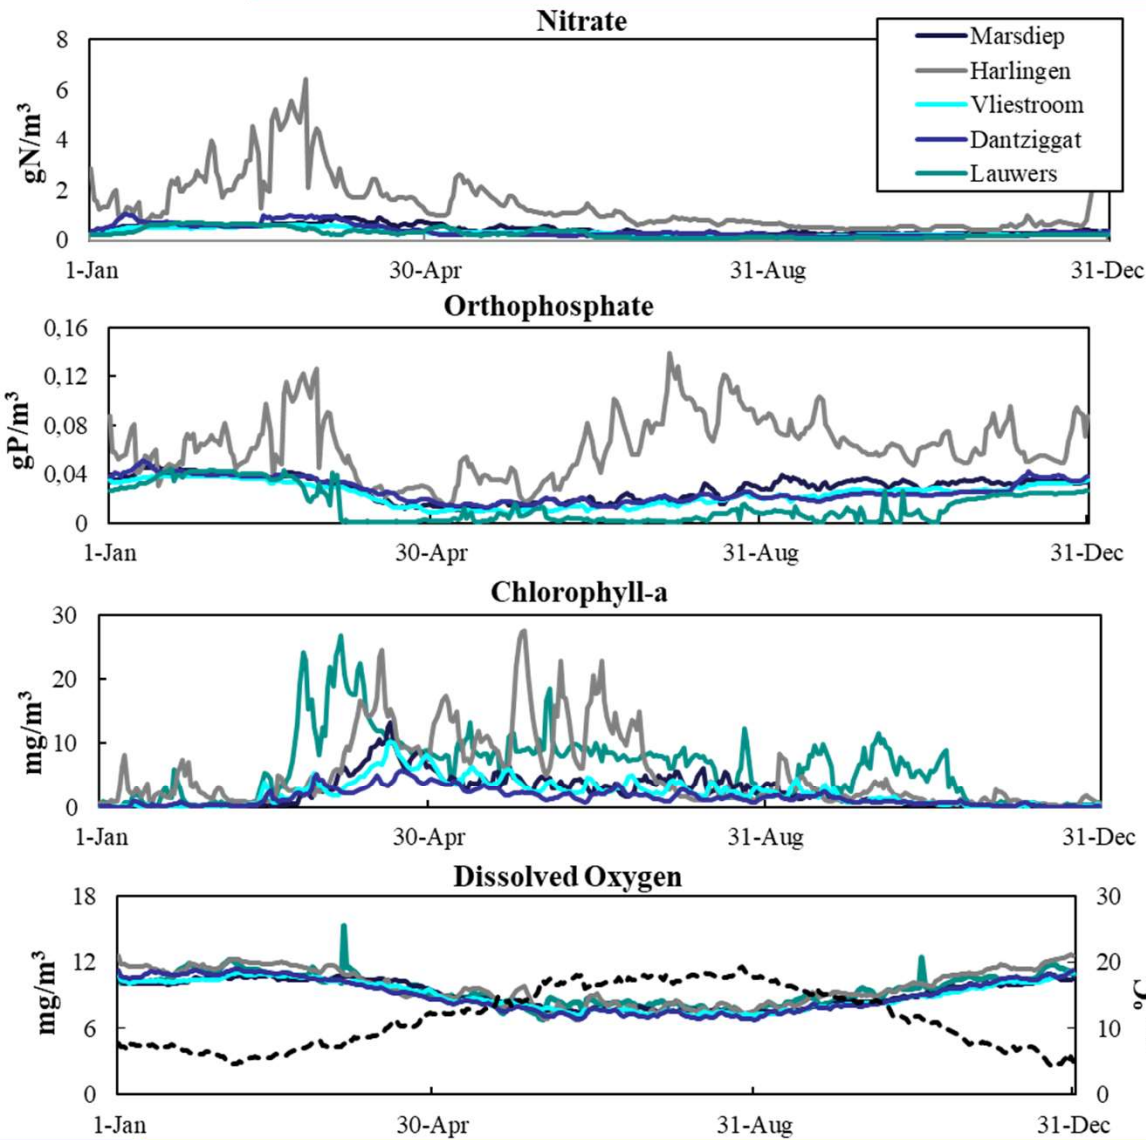 Nitrate
8
6
4
2
0
gN/m³
Marsdiep
Harlingen
Vliestroom
Dantziggat
Lauwers
1-Jan 30-Apr 31-Aug 31-Dec
Orthophosphate
0,16
0,12
0,08
0,04
0
gP/m³
1-Jan 30-Apr 31-Aug 31-Dec
Chlorophyll-a
30
20
10
0
mg/m³
1-Jan 30-Apr 31-Aug 31-Dec
Dissolved Oxygen
18 30
12 20
6 10
0 0
mg/m³
°C
1-Jan 30-Apr 31-Aug 31-Dec